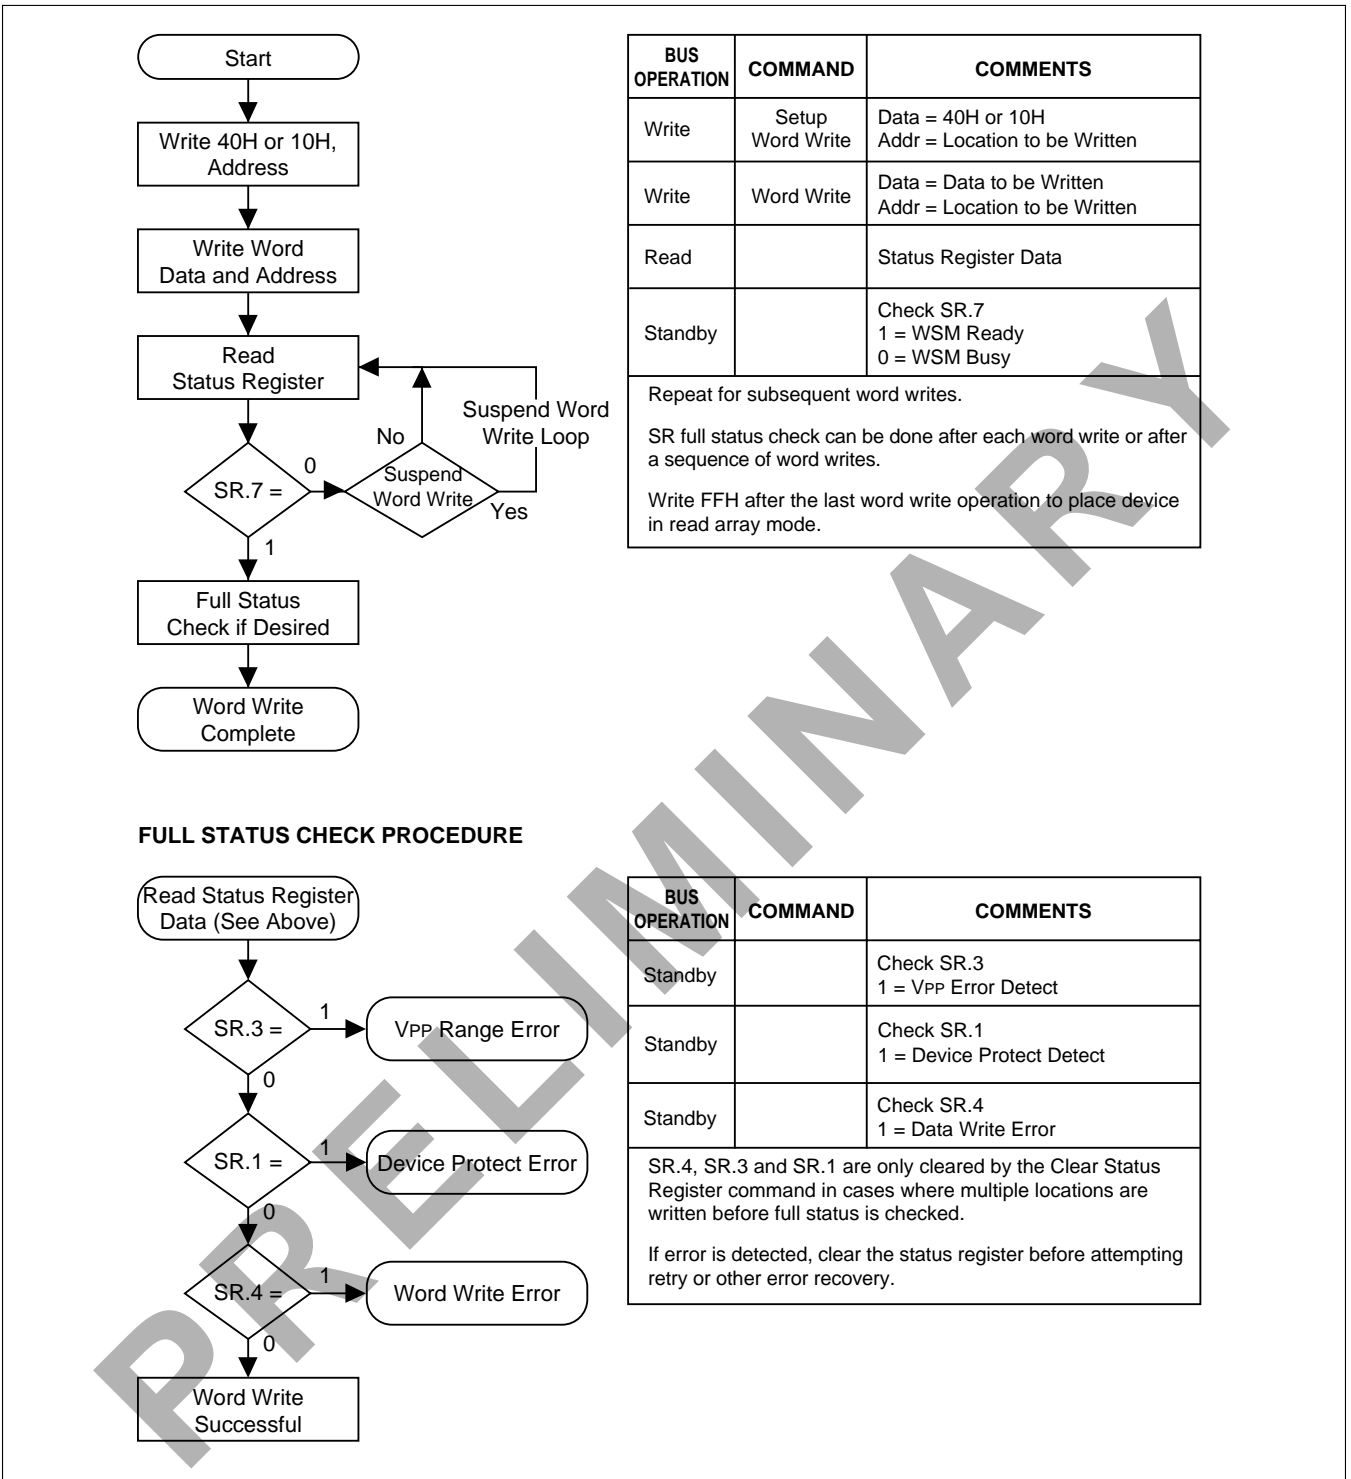 Start
Write 40H or 10H,
Address
Write Word
Data and Address
Read
Status Register
Suspend Word
Write Loop
No
Suspend
Word Write
0
SR.7 =
Yes
1
Full Status
Check if Desired
Word Write
Complete
BUS
OPERATION
COMMAND
COMMENTS
Write
Setup
Word Write
Data = 40H or 10H
Addr = Location to be Written
Write
Word Write
Data = Data to be Written
Addr = Location to be Written
Read
Status Register Data
Standby
Check SR.7
1 = WSM Ready
0 = WSM Busy
Repeat for subsequent word writes.
SR full status check can be done after each word write or after
a sequence of word writes.
Write FFH after the last word write operation to place device
in read array mode.
FULL STATUS CHECK PROCEDURE
Read Status Register
Data (See Above)
SR.3 =
1
VPP Range Error
0
SR.1 =
1
Device Protect Error
0
SR.4 =
1
Word Write Error
0
Word Write
Successful
BUS
OPERATION
COMMAND
COMMENTS
Standby
Check SR.3
1 = VPP Error Detect
Standby
Check SR.1
1 = Device Protect Detect
Standby
Check SR.4
1 = Data Write Error
SR.4, SR.3 and SR.1 are only cleared by the Clear Status
Register command in cases where multiple locations are
written before full status is checked.
If error is detected, clear the status register before attempting
retry or other error recovery.
PRELIMINARY